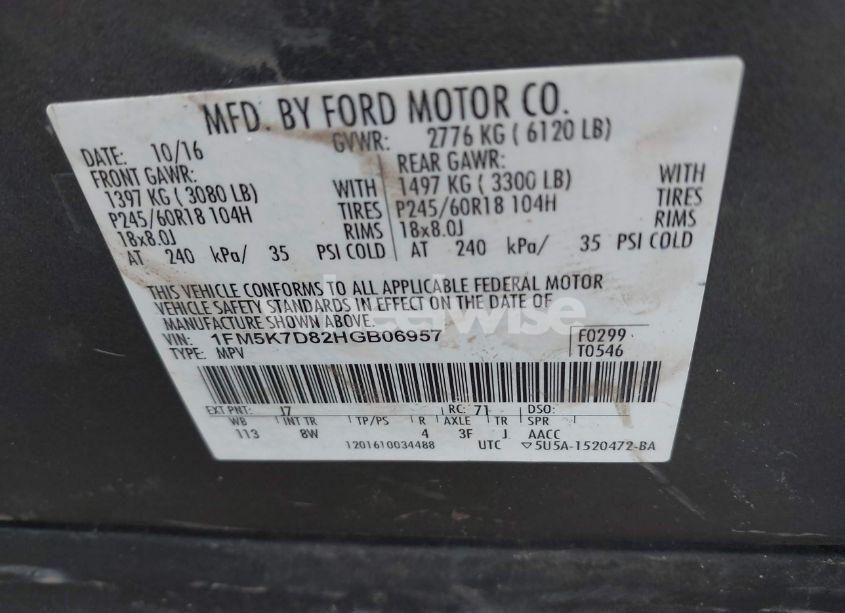 MFD. BY FORD MOTOR CO.
DATE: 10/16 GVWR: 2776 KG ( 6120 LB)
FRONT GAWR: REAR GAWR:
1397 KG ( 3080 LB) WITH 1497 KG ( 3300 LB) WITH
P245/60R18 104H TIRES P245/60R18 104H TIRES
18x8.0J RIMS 18x8.0J RIMS
AT 240 kPa/ 35 PSI COLD AT 240 kPa/ 35 PSI COLD
THIS VEHICLE CONFORMS TO ALL APPLICABLE FEDERAL MOTOR
VEHICLE SAFETY STANDARDS IN EFFECT ON THE DATE OF
MANUFACTURE SHOWN ABOVE.
VIN: 1FM5K7D82HGB06957 F0299
TYPE: MPV T0546
EXT PNT: J7 RC: 71 DSO:
WB INT TR TP/PS R AXLE TR SPR
113 8W 4 3F J AACC
1201610034488 UTC ▽5U5A-1520472-BA